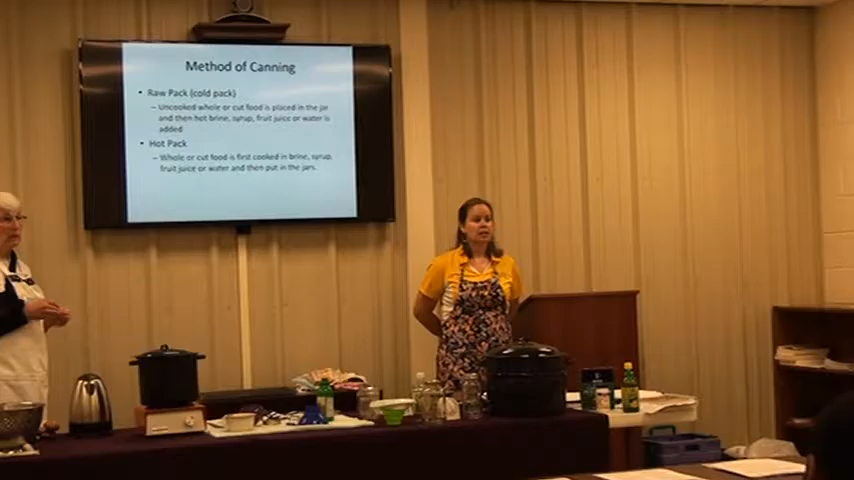 Method of Canning
• Raw Pack (cold pack)
– Uncooked whole or cut food is placed in the jar
and then hot brine, syrup, fruit juice or water is
added
• Hot Pack
– Whole or cut food is first cooked in brine, syrup,
fruit juice or water and then put in the jars.